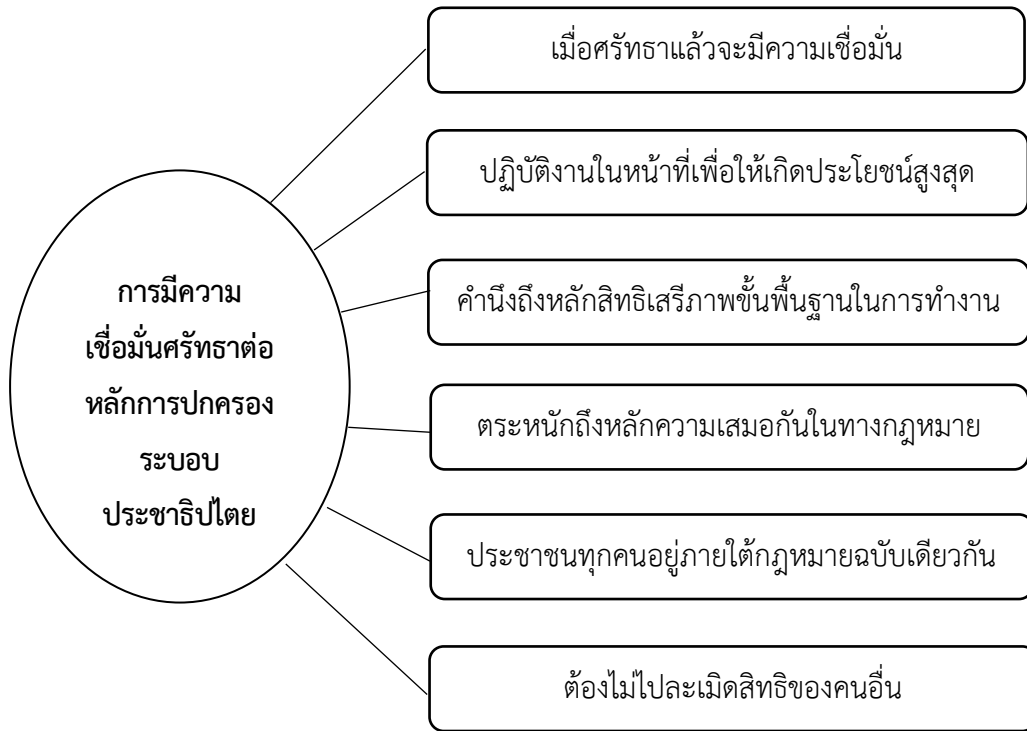 เมื่อศรัทธาแล้วจะมีความเชื่อมั่น
ปฏิบัติงานในหน้าที่เพื่อให้เกิดประโยชน์สูงสุด
การมีความ
เชื่อมั่นศรัทธาต่อ
หลักการปกครอง
ระบอบ
ประชาธิปไตย
คำนึงถึงหลักสิทธิเสรีภาพขั้นพื้นฐานในการทำงาน
ตระหนักถึงหลักความเสมอกันในทางกฎหมาย
ประชาชนทุกคนอยู่ภายใต้กฎหมายฉบับเดียวกัน
ต้องไม่ไปละเมิดสิทธิของคนอื่น